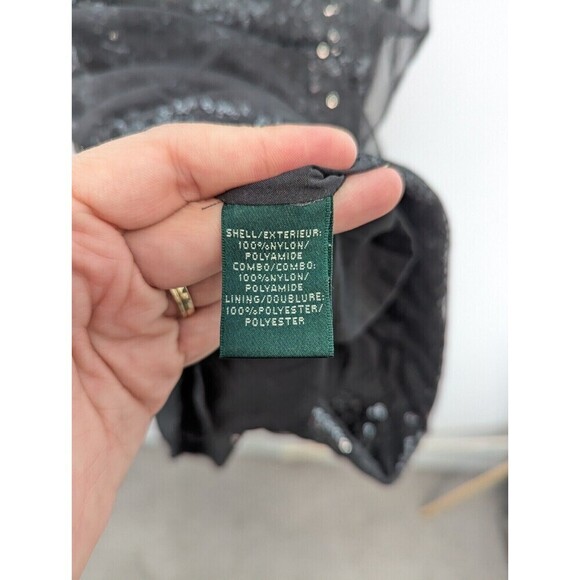 SHELL/EXTERIEUR:
100%NYLON/
POLYAMIDE
COMBO/COMBO:
100%NYLON/
POLYAMIDE
LINING/DOUBLURE:
100%POLYESTER/
POLYESTER